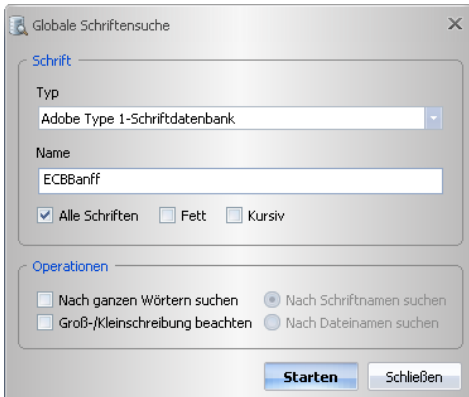 Globale Schriftensuche
Schrift
Typ
Adobe Type 1-Schriftdatenbank
Name
ECBBanff
Alle Schriften Fett Kursiv
Operationen
Nach ganzen Wörtern suchen Nach Schriftnamen suchen
Groß-/Kleinschreibung beachten Nach Dateinamen suchen
Starten Schließen